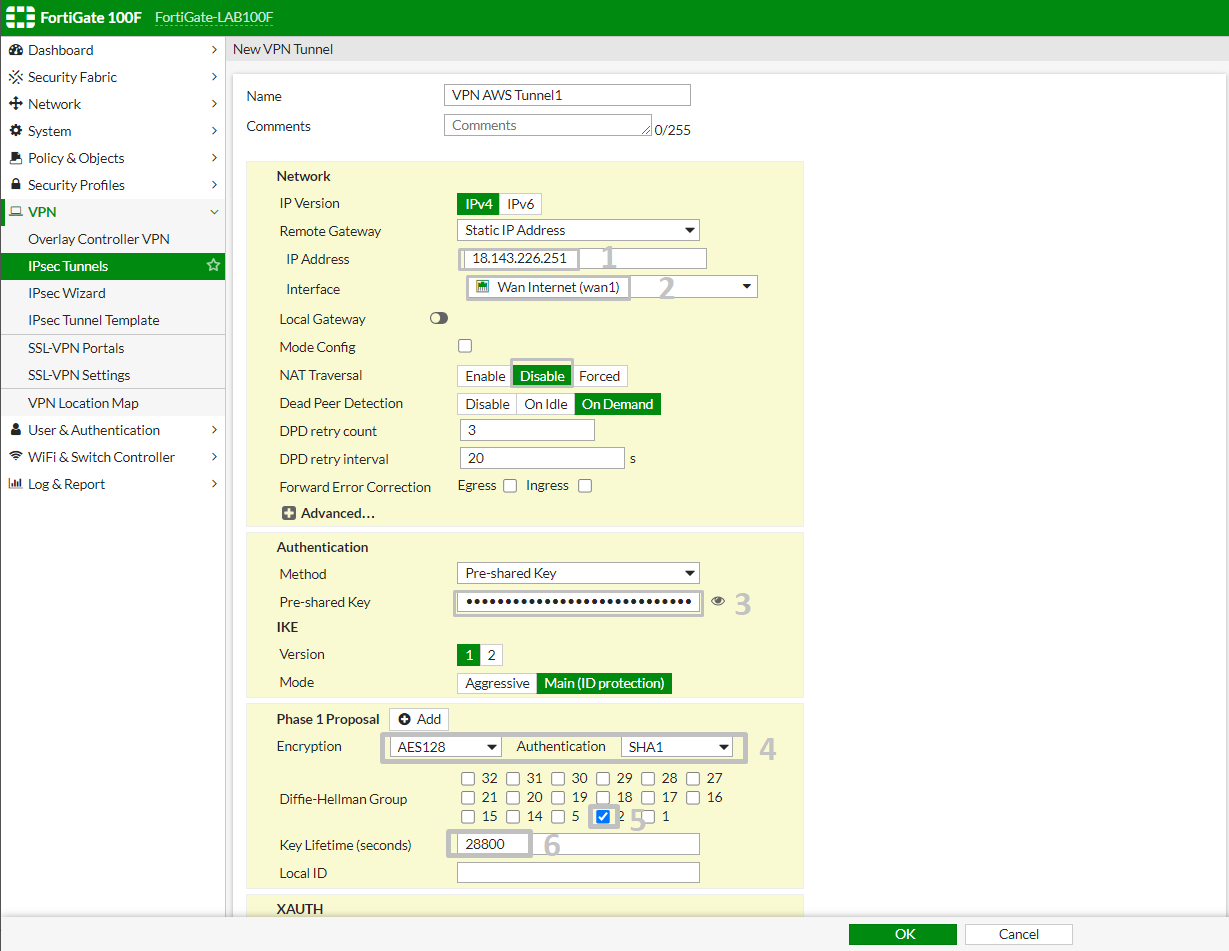 FortiGate 100F FortiGate-LAB100F
Dashboard
Security Fabric
Network
System
Policy & Objects
Security Profiles
VPN
Overlay Controller VPN
IPsec Tunnels
IPsec Wizard
IPsec Tunnel Template
SSL-VPN Portals
SSL-VPN Settings
VPN Location Map
User & Authentication
WiFi & Switch Controller
Log & Report
New VPN Tunnel
Name VPN AWS Tunnel1
Comments Comments 0/255
Network
IP Version IPv4 IPv6
Remote Gateway Static IP Address
IP Address 18.143.226.251 1
Interface Wan Internet (wan1) 2
Local Gateway
Mode Config
NAT Traversal Enable Disable Forced
Dead Peer Detection Disable On Idle On Demand
DPD retry count 3
DPD retry interval 20 s
Forward Error Correction Egress Ingress
Advanced...
Authentication
Method Pre-shared Key
Pre-shared Key ••••••••••••••••••••••••••••• 3
IKE
Version 1 2
Mode Aggressive Main (ID protection)
Phase 1 Proposal Add
Encryption AES128 Authentication SHA1 4
32 31 30 29 28 27
Diffie-Hellman Group 21 20 19 18 17 16
15 14 5 2 5 1
Key Lifetime (seconds) 28800 6
Local ID
XAUTH
OK Cancel